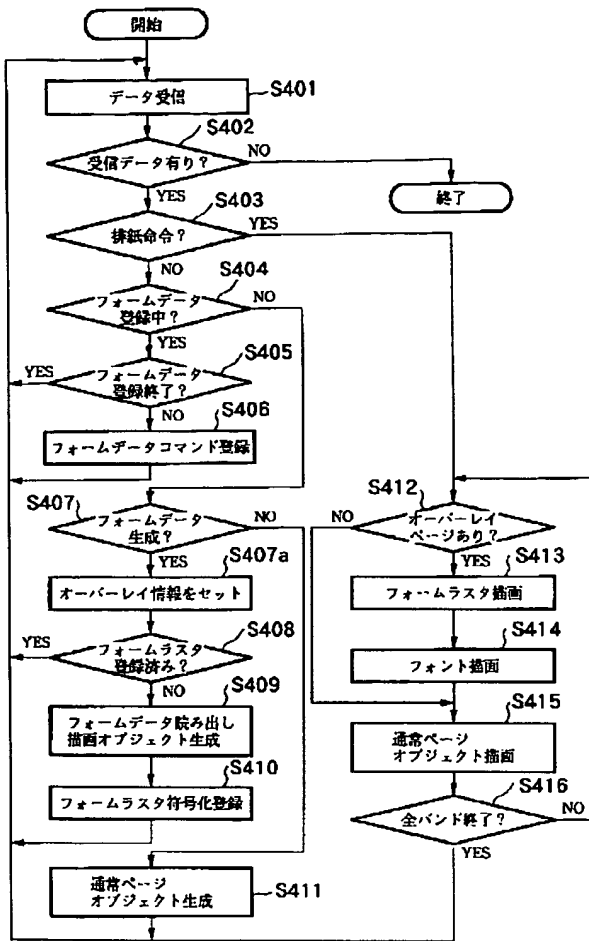 開始
データ受信
S401
S402
受信データ有り?
NO
YES
終了
S403
排紙命令?
YES
NO
S404
フォームデータ
登録中?
NO
YES
S405
フォームデータ
登録終了?
YES
NO
S406
フォームデータコマンド登録
S407
フォームデータ
生成?
NO
YES
S407a
オーバーレイ情報をセット
S408
フォームラスタ
登録済み?
YES
NO
S409
フォームデータ読み出し
描画オブジェクト生成
S410
フォームラスタ符号化登録
通常ページ
オブジェクト生成
S411
S412
オーバーレイ
ページあり?
NO
YES
S413
フォームラスタ描画
S414
フォント描画
S415
通常ページ
オブジェクト描画
S416
全バンド終了?
NO
YES